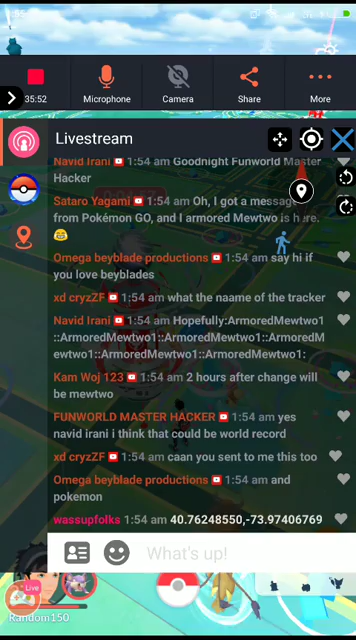 35:52
Microphone
Camera
Share
More
Livestream
Navid Irani 1:54 am Goodnight Funworld Master
Hacker
Sataro Yagami 1:54 am Oh, I got a message
from Pokémon GO, and I armored Mewtwo is here.
Omega beyblade productions 1:54 am say hi if
you love beyblades
xd cryzZF 1:54 am what the naame of the tracker
Navid Irani 1:54 am Hopefully:ArmoredMewtwo1
::ArmoredMewtwo1::ArmoredMewtwo1::ArmoredM
ewtwo1::ArmoredMewtwo1::ArmoredMewtwo1:
Kam Woj 123 1:54 am 2 hours after change will
be mewtwo
FUNWORLD MASTER HACKER 1:54 am yes
navid irani i think that could be world record
xd cryzZF 1:54 am caan you sent to me this too
Omega beyblade productions 1:54 am and
pokemon
wassupfolks 1:54 am 40.76248550,-73.97406769
What's up!
Live
Random150